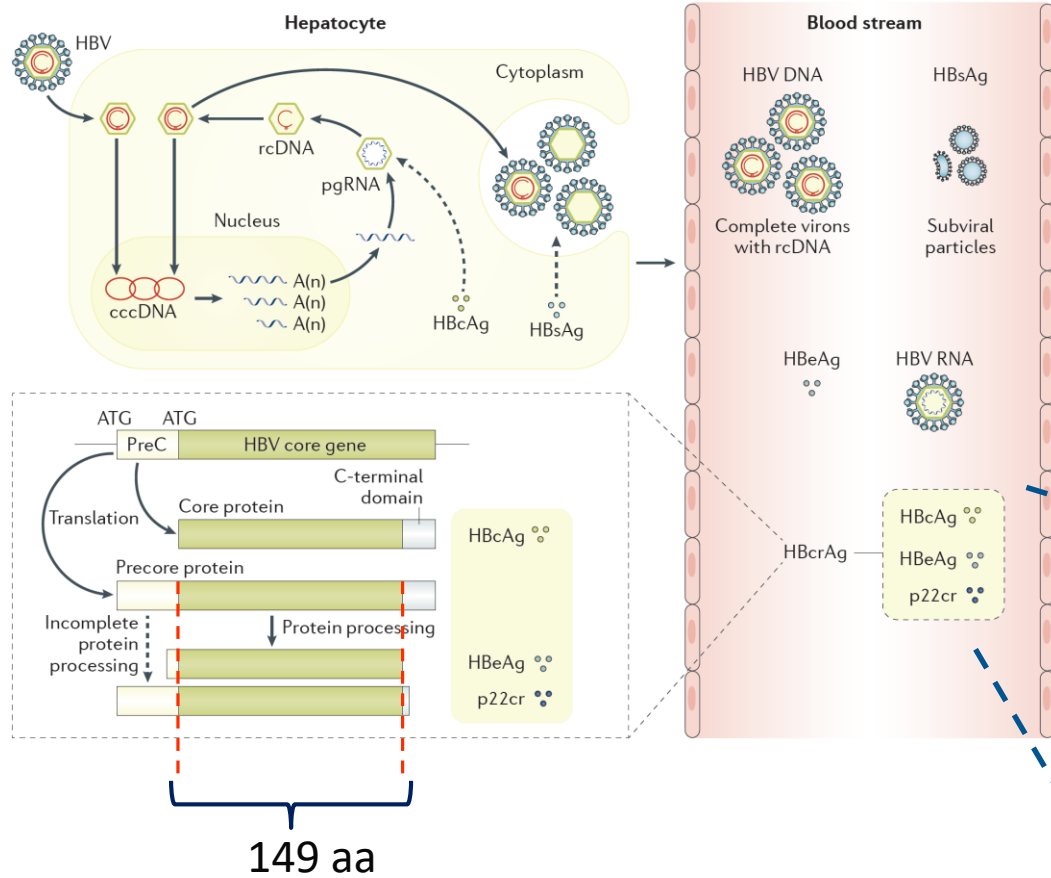 Hepatocyte
Blood stream
HBV
Cytoplasm
rcDNA
pgRNA
Nucleus
cccDNA
A(n)
A(n)
A(n)
HBcAg
HBsAg
HBV DNA
HBsAg
Complete virons
with rcDNA
Subviral
particles
HBeAg
HBV RNA
HBcrAg
HBcAg
HBeAg
p22cr
ATG
ATG
PreC
HBV core gene
C-terminal
domain
Translation
Core protein
HBcAg
Precore protein
Incomplete
protein
processing
Protein processing
HBeAg
p22cr
149 aa